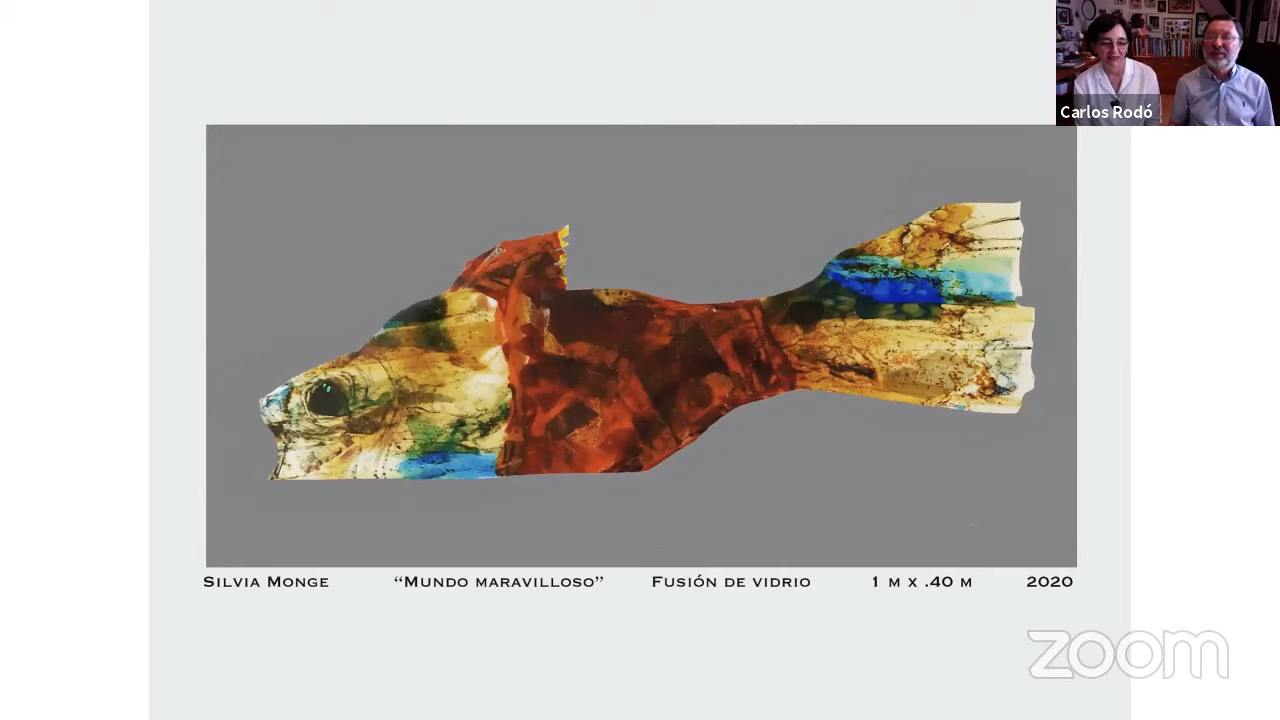 Carlos Rodó
SILVIA MONGE “MUNDO MARAVILLOSO” FUSIÓN DE VIDRIO 1 M X .40 M 2020
zoom